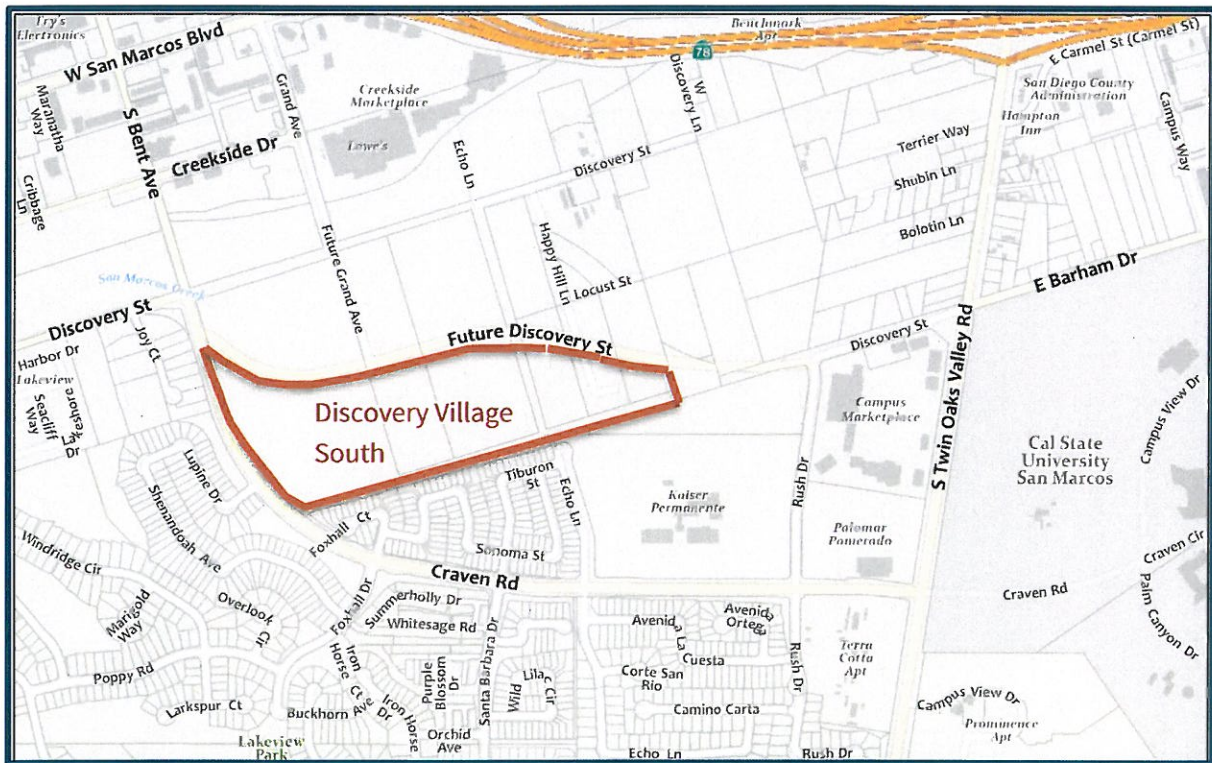 Fry's
Electronics
W San Marcos Blvd
Maranatha
Way
Cribbage
Ln
S Bent Ave
Creekside Dr
Grand Ave
Creekside
Marketplace
Lowe's
Echo Ln
Discovery St
W
Discovery Ln
78
Benchmark
Apt
E Carmel St (Carmel St)
San Diego County
Administration
Hampton
Inn
Campus Way
Terrier Way
Shubin Ln
Bolotin Ln
E Barham Dr
San Marcos Creek
Future Grand Ave
Happy Hill Ln
Locust St
Discovery St
Joy Ct
Harbor Dr
Lakeview
Seacliff
Way
Lakeshore
Dr
Future Discovery St
Discovery St
Discovery Village
South
Campus
Marketplace
S Twin Oaks Valley Rd
Cal State
University
San Marcos
Campus View Dr
Lupine Dr
Shenandoah Ave
Tiburon
St
Echo Ln
Kaiser
Permanente
Rush Dr
Palomar
Pomerado
Foxhall Ct
Sonoma St
Craven Rd
Craven Rd
Craven Cir
Palm Canyon Dr
Windridge Cir
Marigold
Way
Overlook
Cir
Foxhall Dr
Summerholly Dr
Whitesage Rd
Avenida La
Cuesta
Avenida
Ortega
Terra
Cotta
Apt
Poppy Rd
Iron
Horse
Ct
Purple
Blossom
Dr
Santa Barbara Dr
Wild
Lilac Cir
Corte San
Rio
Rush Dr
Larkspur Ct
Buckhorn Ave
Iron Horse
Dr
Camino Carta
Campus View Dr
Prominence
Apt
Lakeview
Park
Orchid
Ave
Echo Ln
Rush Dr